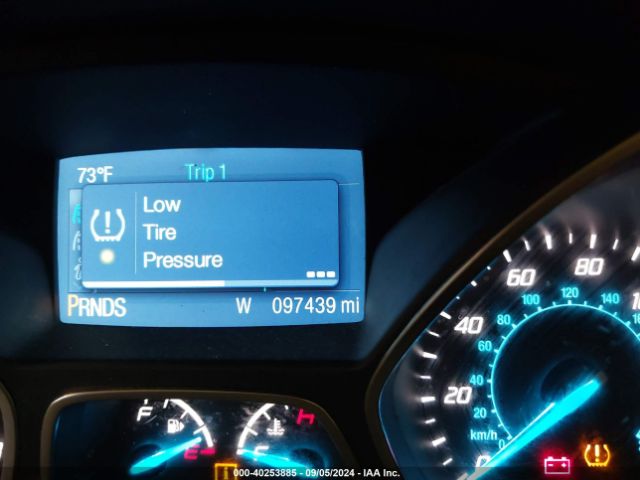 73°F Trip 1
Low
Tire
Pressure
PRNDS W 097439 mi
60 80
100 120 140
40 80
60
20 40
20
km/h 0
F H
E C
000-40253885 - 09/05/2024 - IAA Inc.